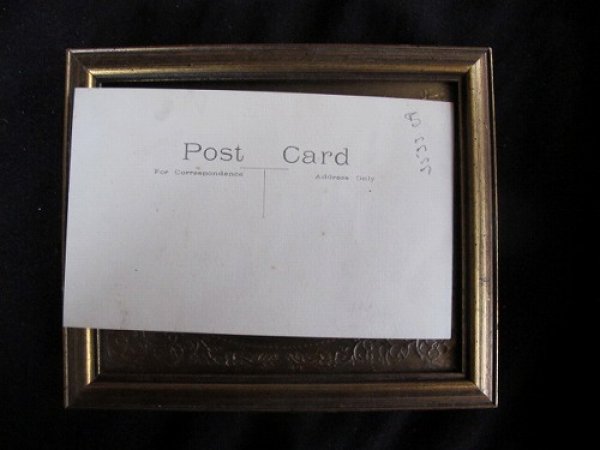 Post Card
For Correspondence Address Only